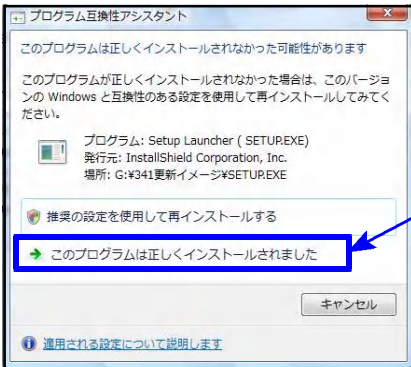 プログラム互換性アシスタント
このプログラムは正しくインストールされなかった可能性があります
このプログラムが正しくインストールされなかった場合は、このバージョ
ンの Windows と互換性のある設定を使用して再インストールしてみてく
ださい。
プログラム: Setup Launcher ( SETUP.EXE)
発行元: InstallShield Corporation, Inc.
場所: G:¥341更新イメージ¥SETUP.EXE
推奨の設定を使用して再インストールする
このプログラムは正しくインストールされました
キャンセル
適用される設定について説明します